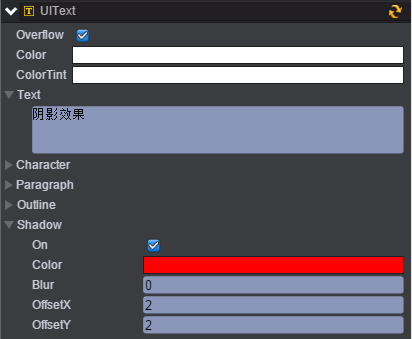 UIText
Overflow
Color
ColorTint
Text
阴影效果
Character
Paragraph
Outline
Shadow
On
Color
Blur 0
OffsetX 2
OffsetY 2